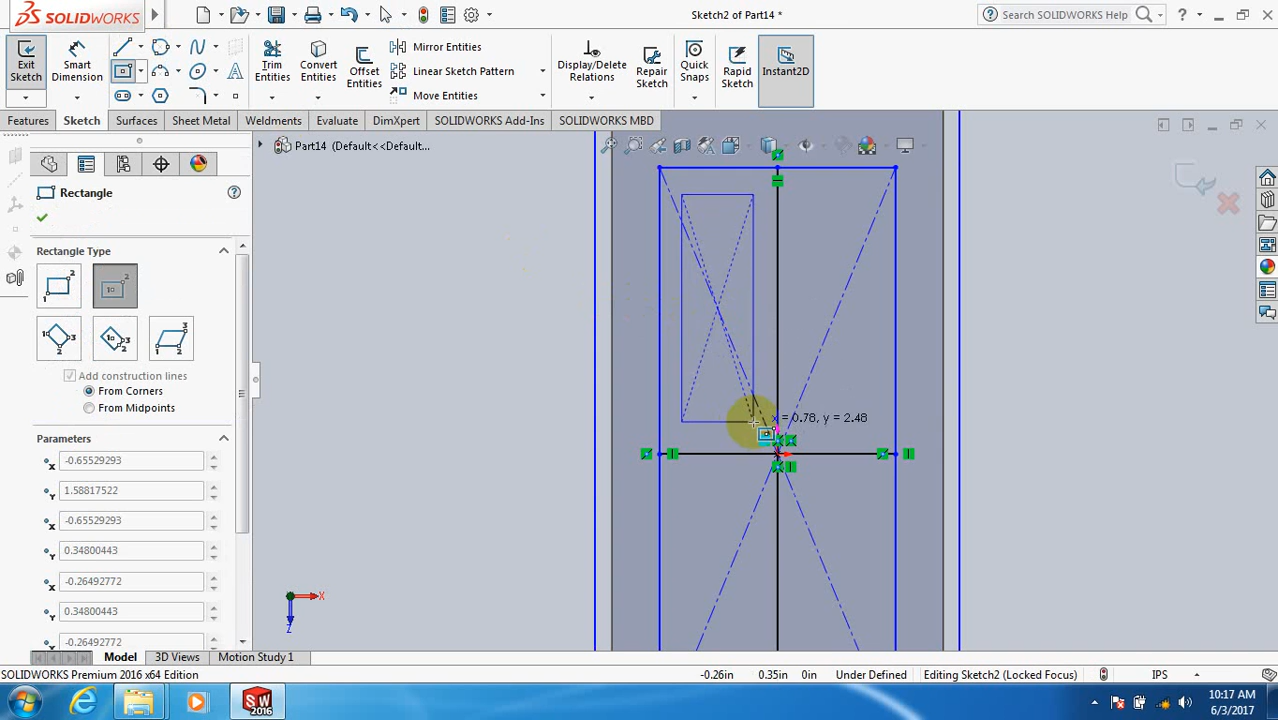 SOLIDWORKS
Sketch2 of Part14 *
Search SOLIDWORKS Help
?
Exit Sketch
Smart Dimension
Trim Entities
Convert Entities
Offset Entities
Mirror Entities
Linear Sketch Pattern
Move Entities
Display/Delete Relations
Repair Sketch
Quick Snaps
Rapid Sketch
Instant2D
Features
Sketch
Surfaces
Sheet Metal
Weldments
Evaluate
DimXpert
SOLIDWORKS Add-Ins
SOLIDWORKS MBD
Part14 (Default<<Default...
Rectangle
?
Rectangle Type
Add construction lines
From Corners
From Midpoints
Parameters
-0.65529293
1.58817522
-0.65529293
0.34800443
-0.26492772
0.34800443
-0.26492772
x = 0.78, y = 2.48
X
Z
Model
3D Views
Motion Study 1
SOLIDWORKS Premium 2016 x64 Edition
-0.26in
0.35in
0in
Under Defined
Editing Sketch2 (Locked Focus)
IPS
SW
2016
10:17 AM
6/3/2017